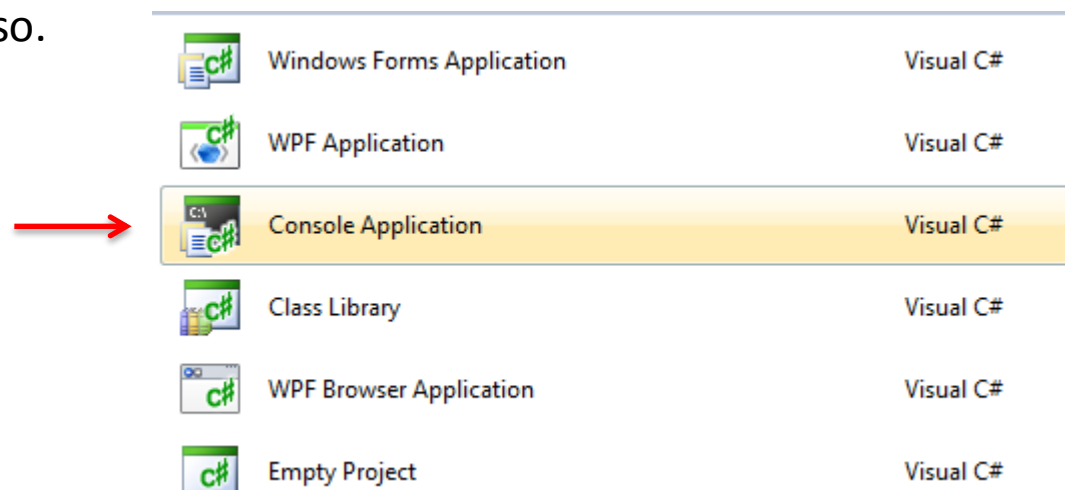 so.
Windows Forms Application Visual C#
WPF Application Visual C#
Console Application Visual C#
Class Library Visual C#
WPF Browser Application Visual C#
Empty Project Visual C#